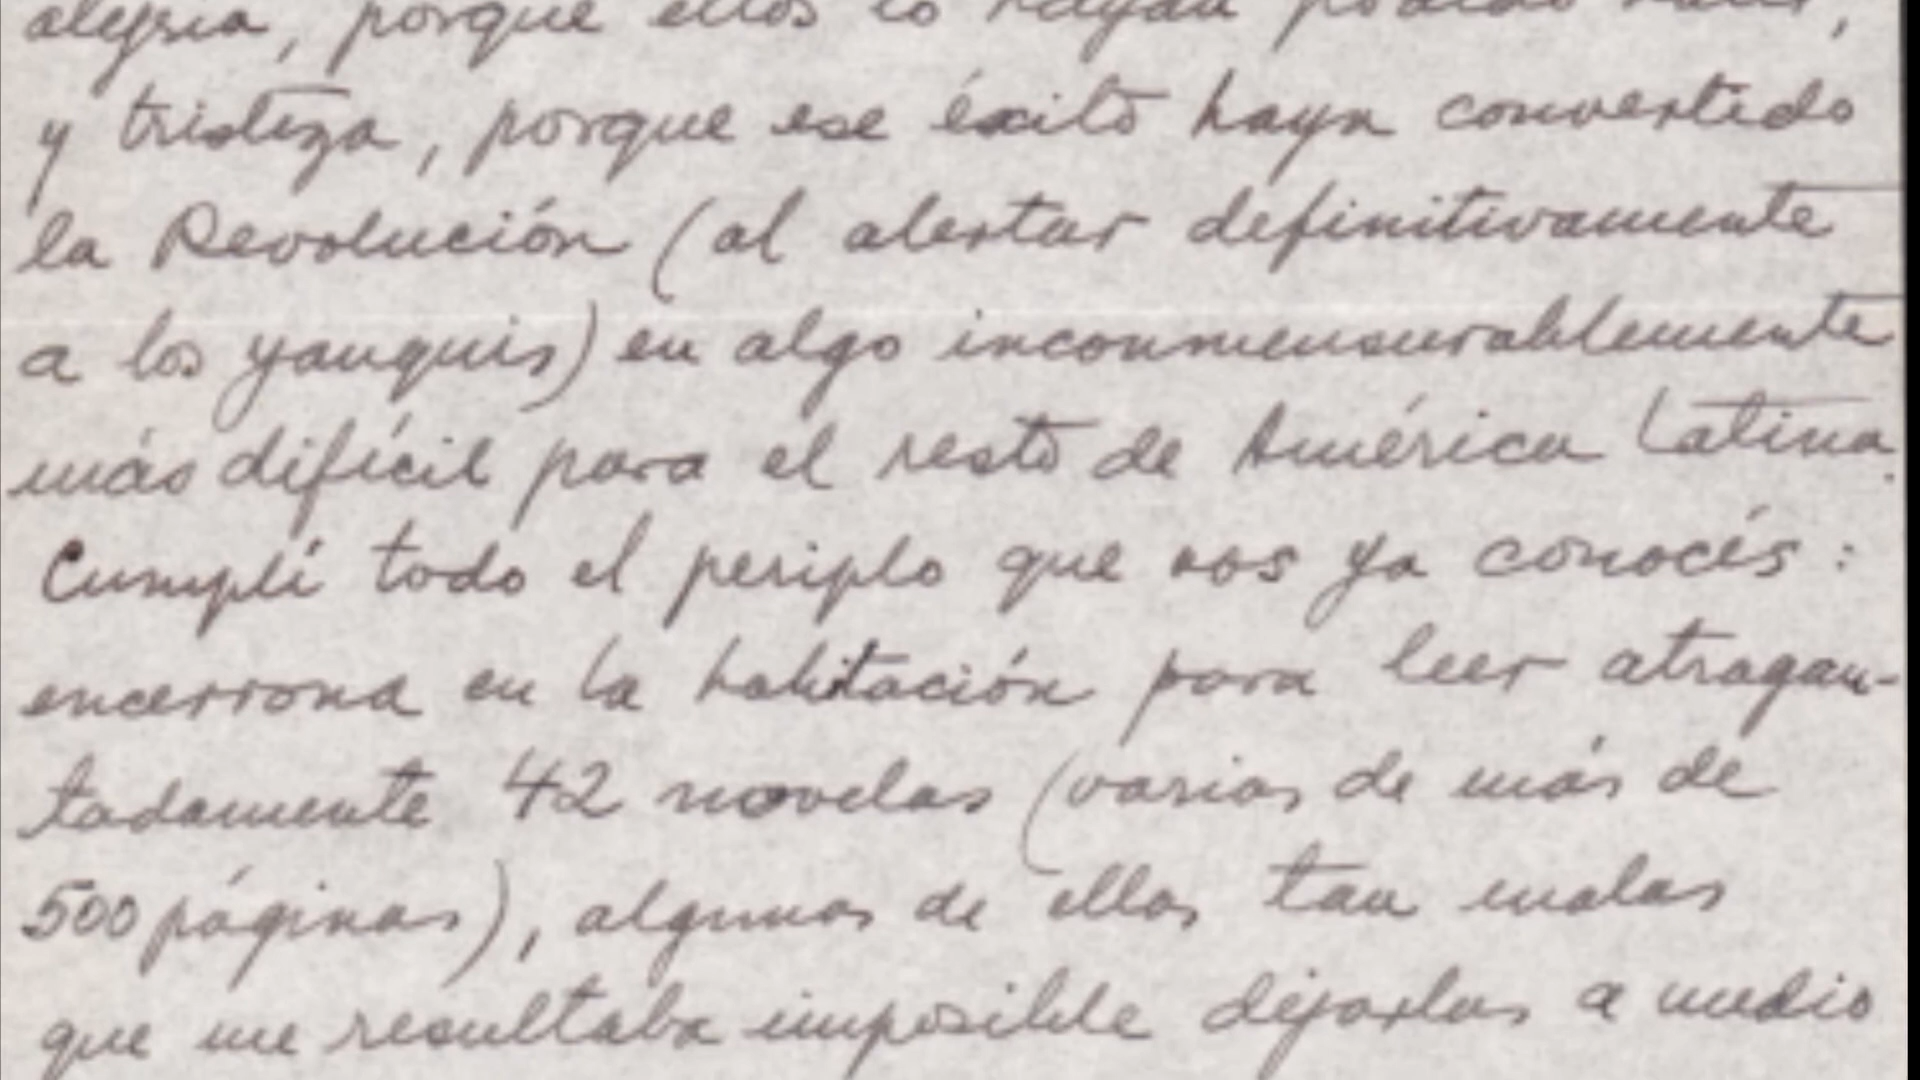 alegria, porque ellos lo hayan podido hacer,
y tristeza, porque ese éxito haya convertido
la Revolución (al alertar definitivamente
a los yanquis) en algo inconmensurablemente
más difícil para el resto de América Latina.
Cumplí todo el periplo que vos ya conocés:
encerrona en la habitación para leer atragan-
tadamente 42 novelas (varias de más de
500 páginas), algunas de ellas tan malas
que me resultaba imposible dejarlas a medio